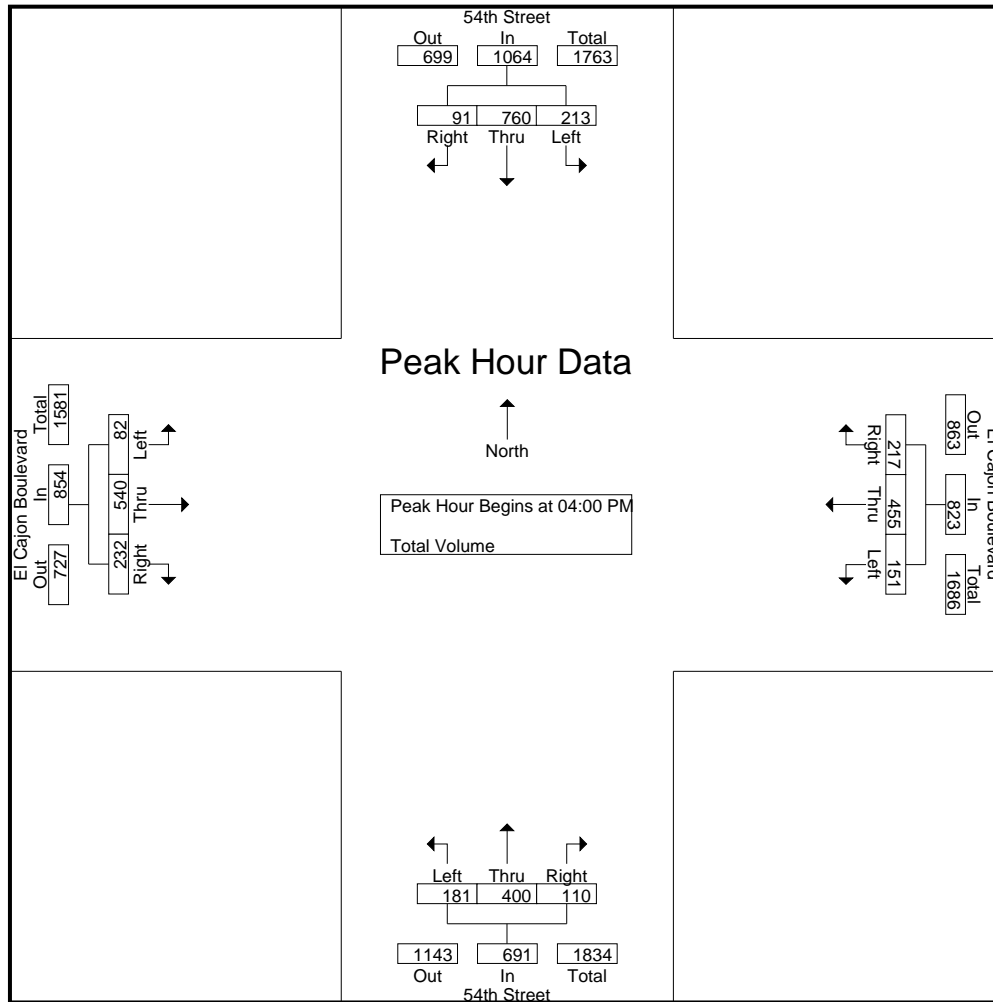 54th Street
Out In Total
699 1064 1763
91 760 213
Right Thru Left
Peak Hour Data
North
Peak Hour Begins at 04:00 PM
Total Volume
El Cajon Boulevard
Out In Total
727 854 1581
82 540 232
Left Thru Right
El Cajon Boulevard
Out In Total
863 823 1686
217 455 151
Right Thru Left
Left Thru Right
181 400 110
1143 691 1834
Out In Total
54th Street